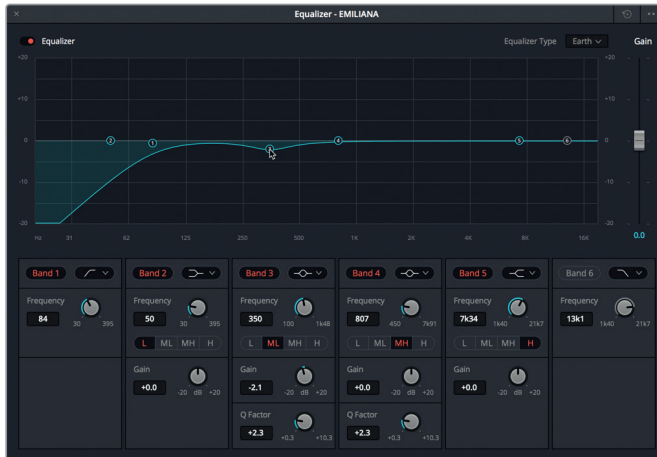 Equalizer - EMILIANA
Equalizer
Equalizer Type Earth
Gain
+20 +20
+10 +10
2 1 4 5 6
0 0
-10 -10
-20 -20
Hz 31 62 125 250 500 1K 2K 4K 8K 16K
0.0
Band 1
Frequency
84
30 395
Band 2
Frequency
50
30 395
L ML MH H
Gain
+0.0
-20 dB +20
Band 3
Frequency
350
100 1k48
L ML MH H
Gain
-2.1
-20 dB +20
Q Factor
+2.3
+0.3 +10.3
Band 4
Frequency
807
450 7k91
L ML MH H
Gain
+0.0
-20 dB +20
Q Factor
+2.3
+0.3 +10.3
Band 5
Frequency
7k34
1k40 21k7
L ML MH H
Gain
+0.0
-20 dB +20
Band 6
Frequency
13k1
1k40 21k7